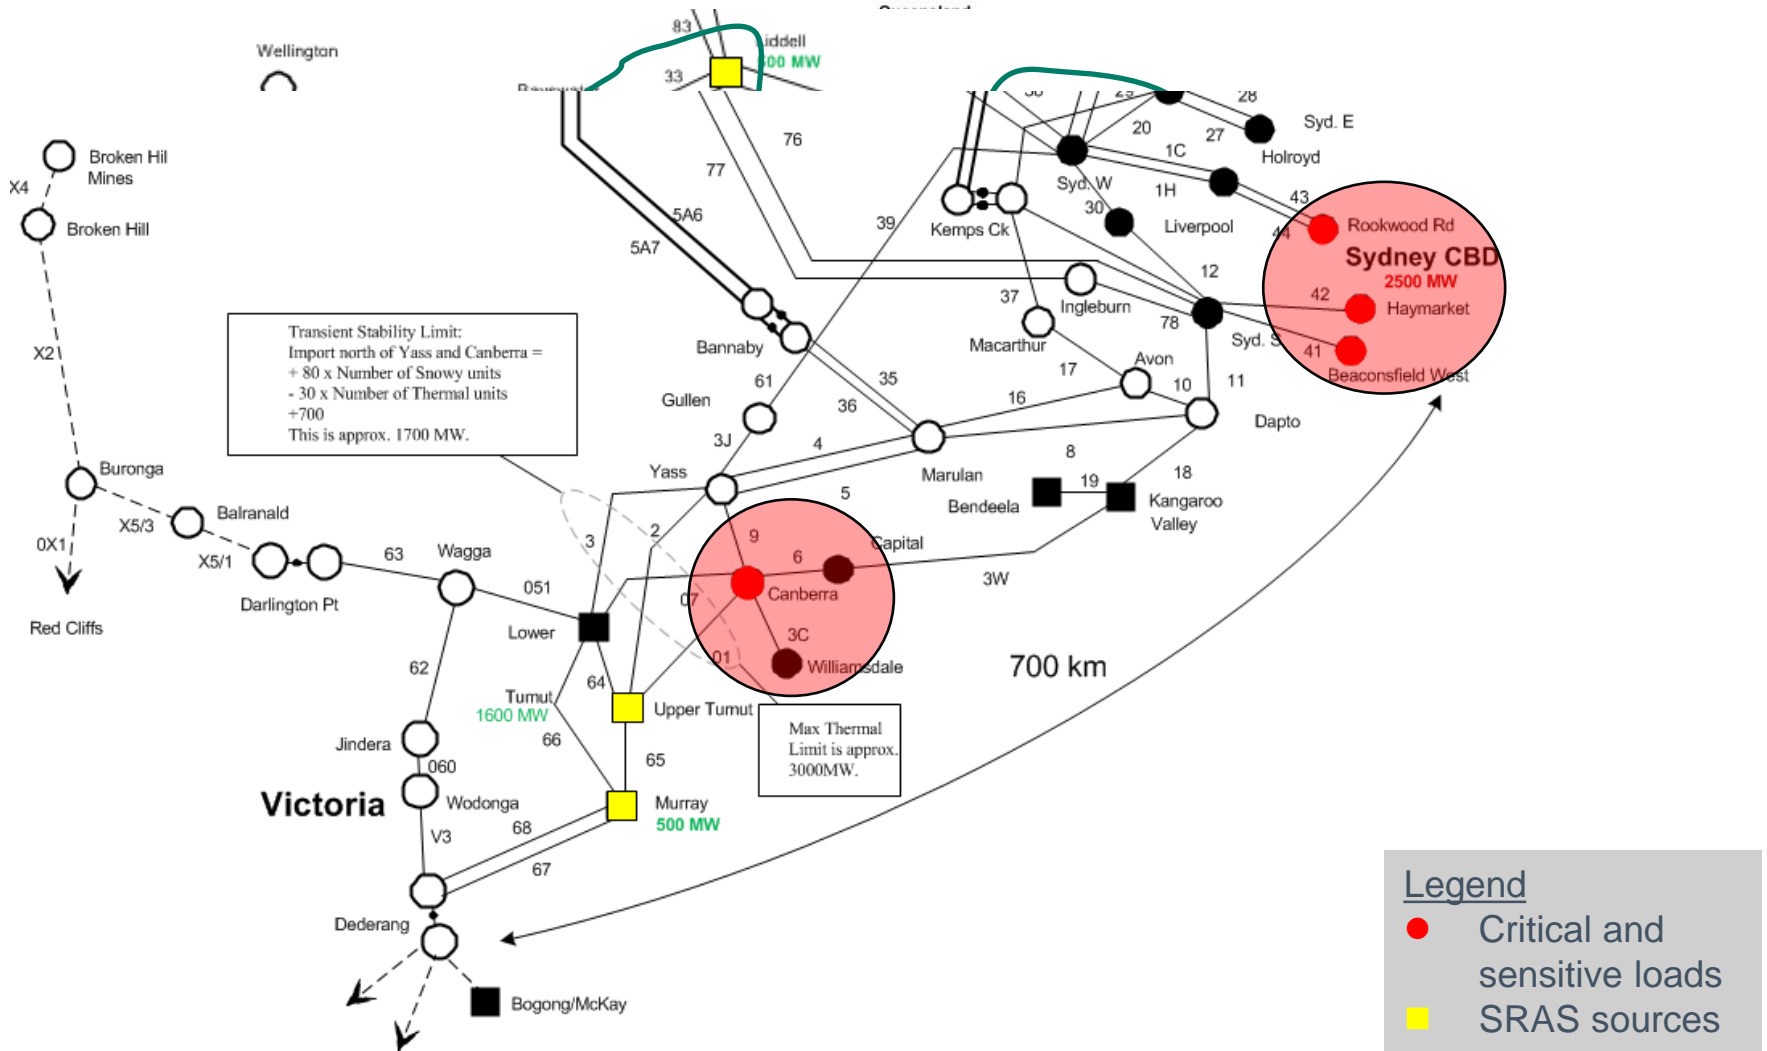 Queensland
83
Liddell
500 MW
Wellington
33
Bayswater
76
77
29
28
20
27
Syd. E
Holroyd
1C
1H
Syd. W
43
44
30
Liverpool
Rookwood Rd
Sydney CBD
2500 MW
Haymarket
42
41
Beaconsfield West
Broken Hil
Mines
X4
Broken Hill
5A6
5A7
39
Kemps Ck
12
37
Ingleburn
78
Macarthur
Syd. S
Transient Stability Limit:
Import north of Yass and Canberra =
+ 80 x Number of Snowy units
- 30 x Number of Thermal units
+700
This is approx. 1700 MW.
X2
Bannaby
35
36
61
Gullen
3J
17
Avon
10
11
16
Dapto
4
Yass
Marulan
8
5
18
19
Bendeela
Kangaroo
Valley
Buronga
X5/3
Balranald
0X1
X5/1
63
Darlington Pt
Red Cliffs
Wagga
051
Lower
3
2
9
6
Capital
07
Canberra
3W
3C
01
Williamsdale
62
64
Tumut
1600 MW
Upper Tumut
700 km
66
65
Max Thermal
Limit is approx.
3000MW.
Jindera
060
Victoria
Wodonga
V3
68
67
Murray
500 MW
Dederang
Bogong/McKay
Legend
Critical and
sensitive loads
SRAS sources